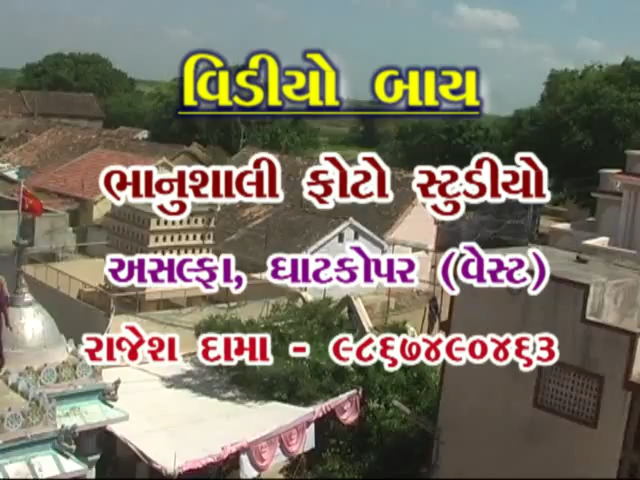 વિડીયો બાય
ભાનુશાલી ફોટો સ્ટુડીયો
અસલ્ફા, ઘાટકોપર (વેસ્ટ)
રાજેશ દામા - ૯૮૬૭૪૯૦૪૬૩